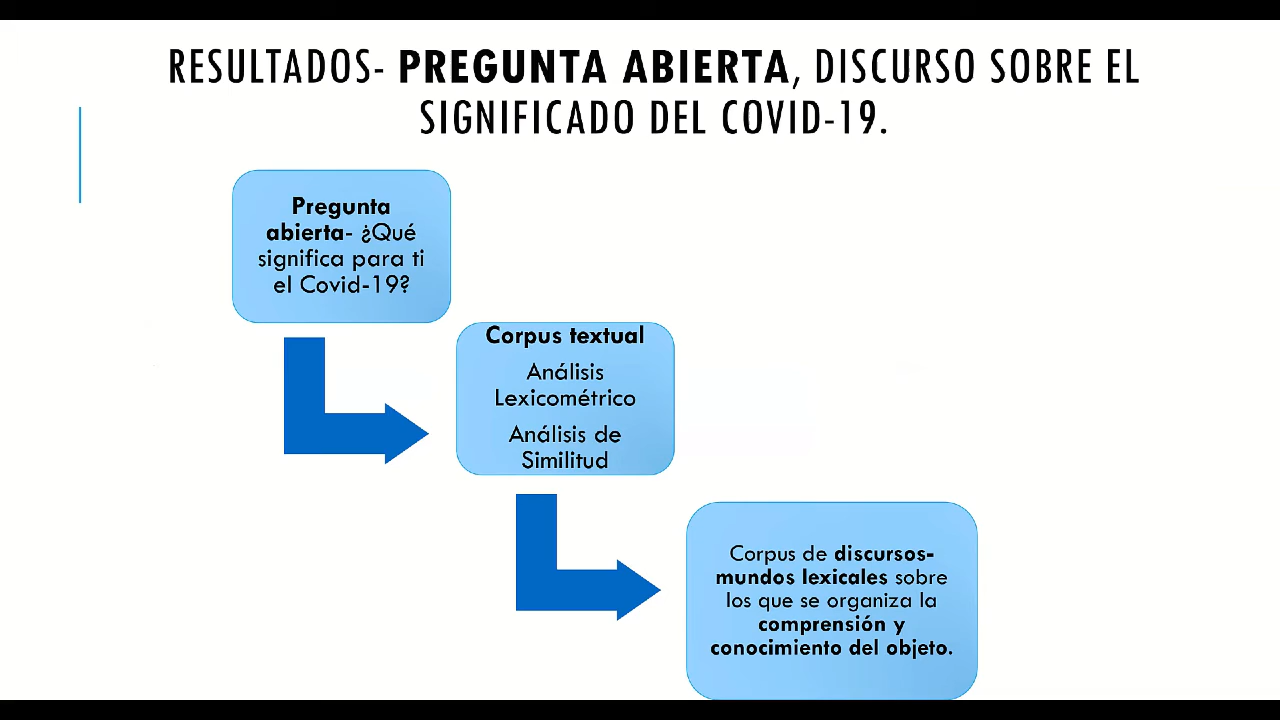 RESULTADOS- PREGUNTA ABIERTA, DISCURSO SOBRE EL
SIGNIFICADO DEL COVID-19.
Pregunta
abierta- ¿Qué
significa para ti
el Covid-19?
Corpus textual
Análisis
Lexicométrico
Análisis de
Similitud
Corpus de discursos-
mundos lexicales sobre
los que se organiza la
comprensión y
conocimiento del objeto.